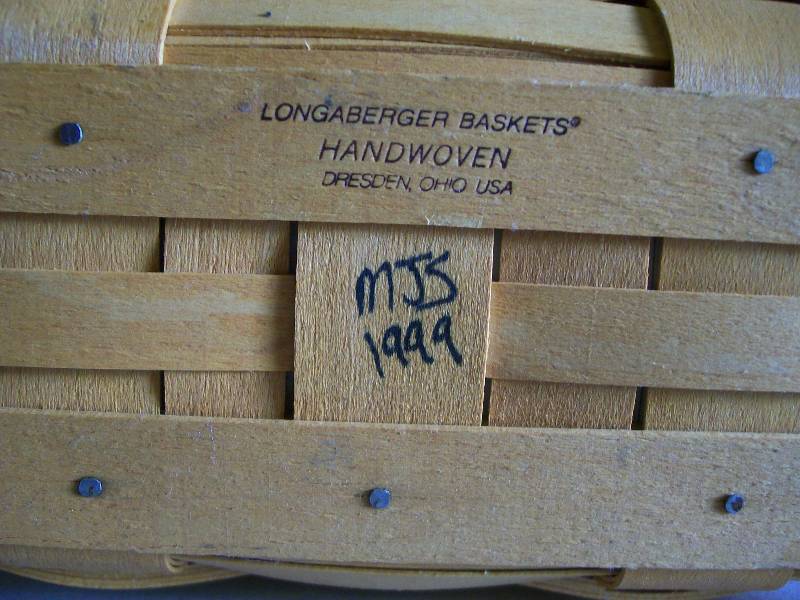 LONGABERGER BASKETS®
HANDWOVEN
DRESDEN, OHIO USA
MJS
1999